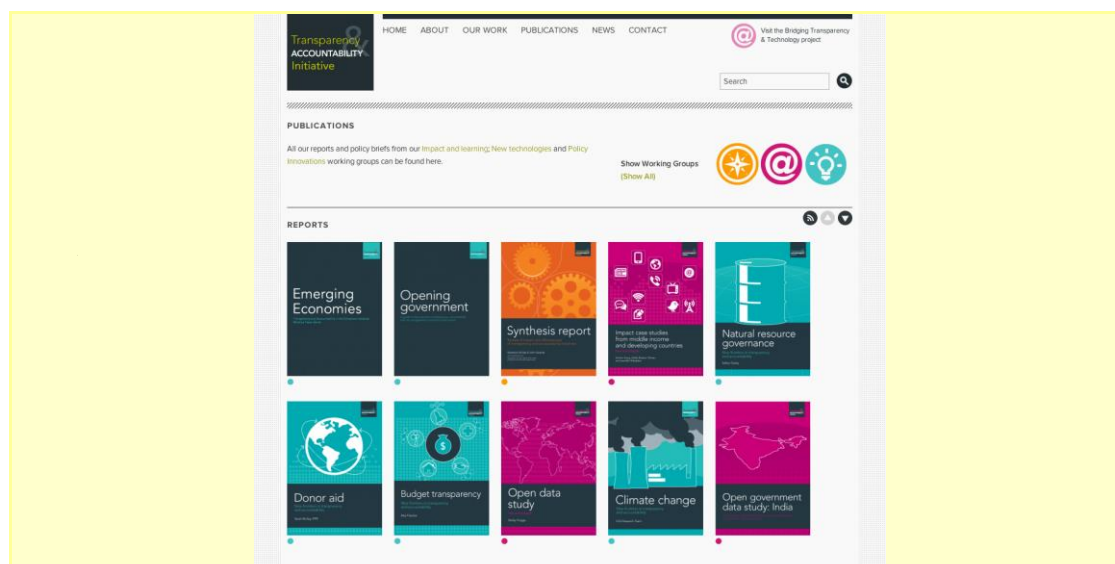 Transparency &
ACCOUNTABILITY
Initiative
HOME ABOUT OUR WORK PUBLICATIONS NEWS CONTACT
Visit the Bridging Transparency
& Technology project
Search
PUBLICATIONS
All our reports and policy briefs from our Impact and learning; New technologies and Policy
Innovations working groups can be found here.
Show Working Groups
(Show All)
REPORTS
Emerging
Economies
Opening
government
Synthesis report
Impact case studies
from middle income
and developing countries
Natural resource
governance
Donor aid
Budget transparency
Open data
study
Climate change
Open government
data study: India